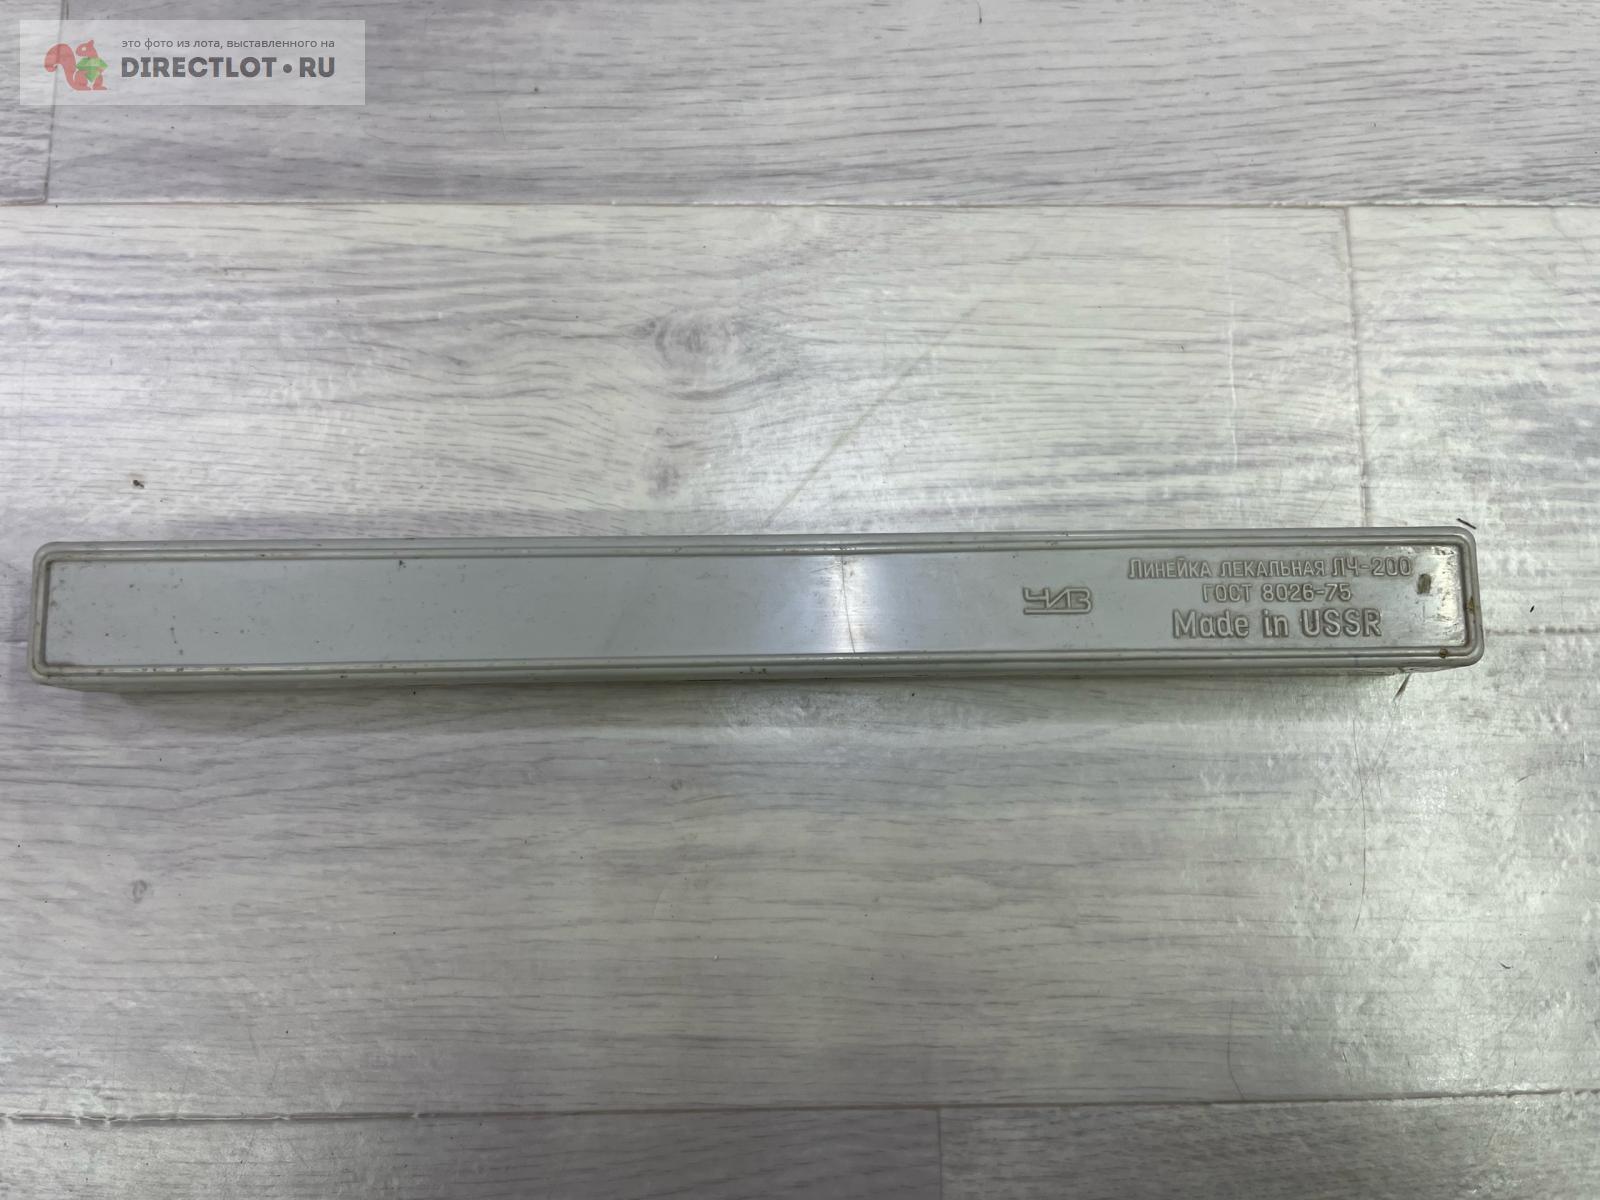 это фото из лота, выставленного на
DIRECTLOT•RU
ЛИНЕЙКА ЛЕКАЛЬНАЯ ЛЧ-200
ЧИЗ
ГОСТ 8026-75
Made in USSR